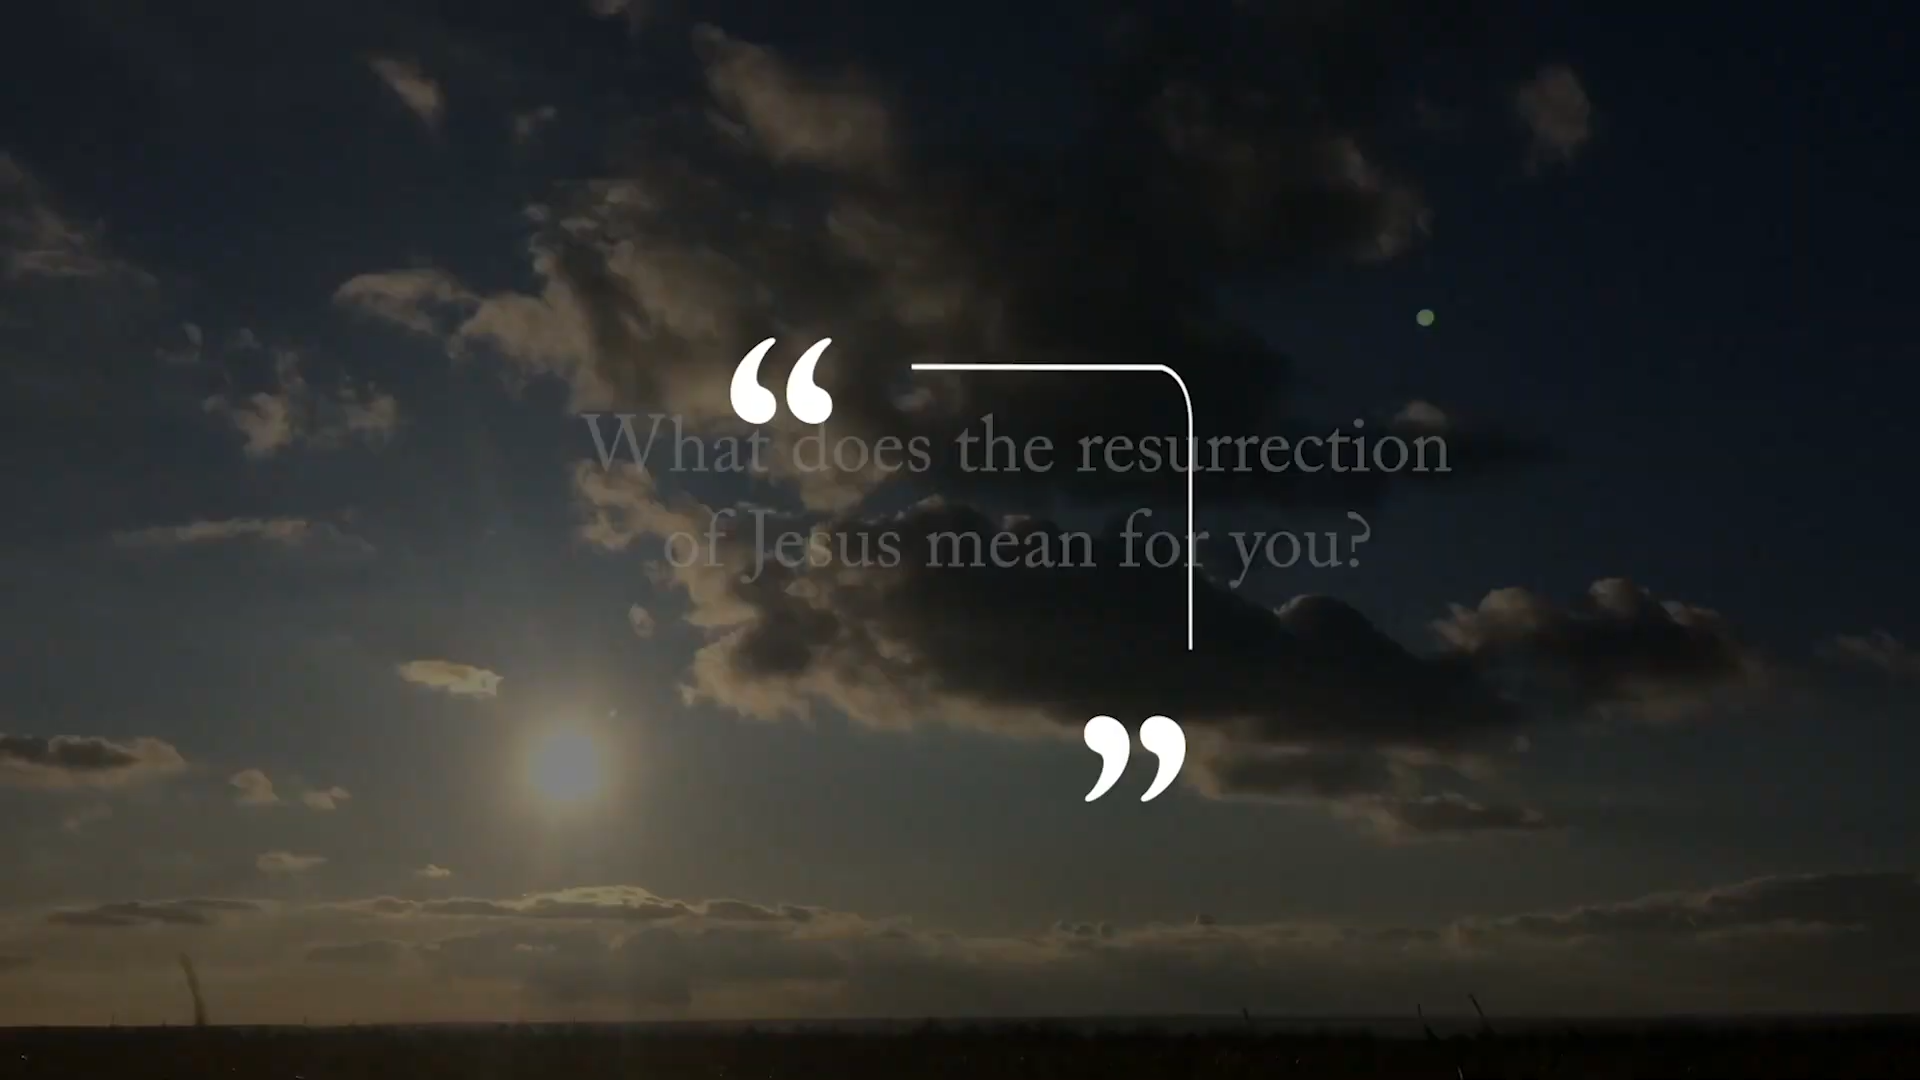 “
What does the resurrection
of Jesus mean for you?
”